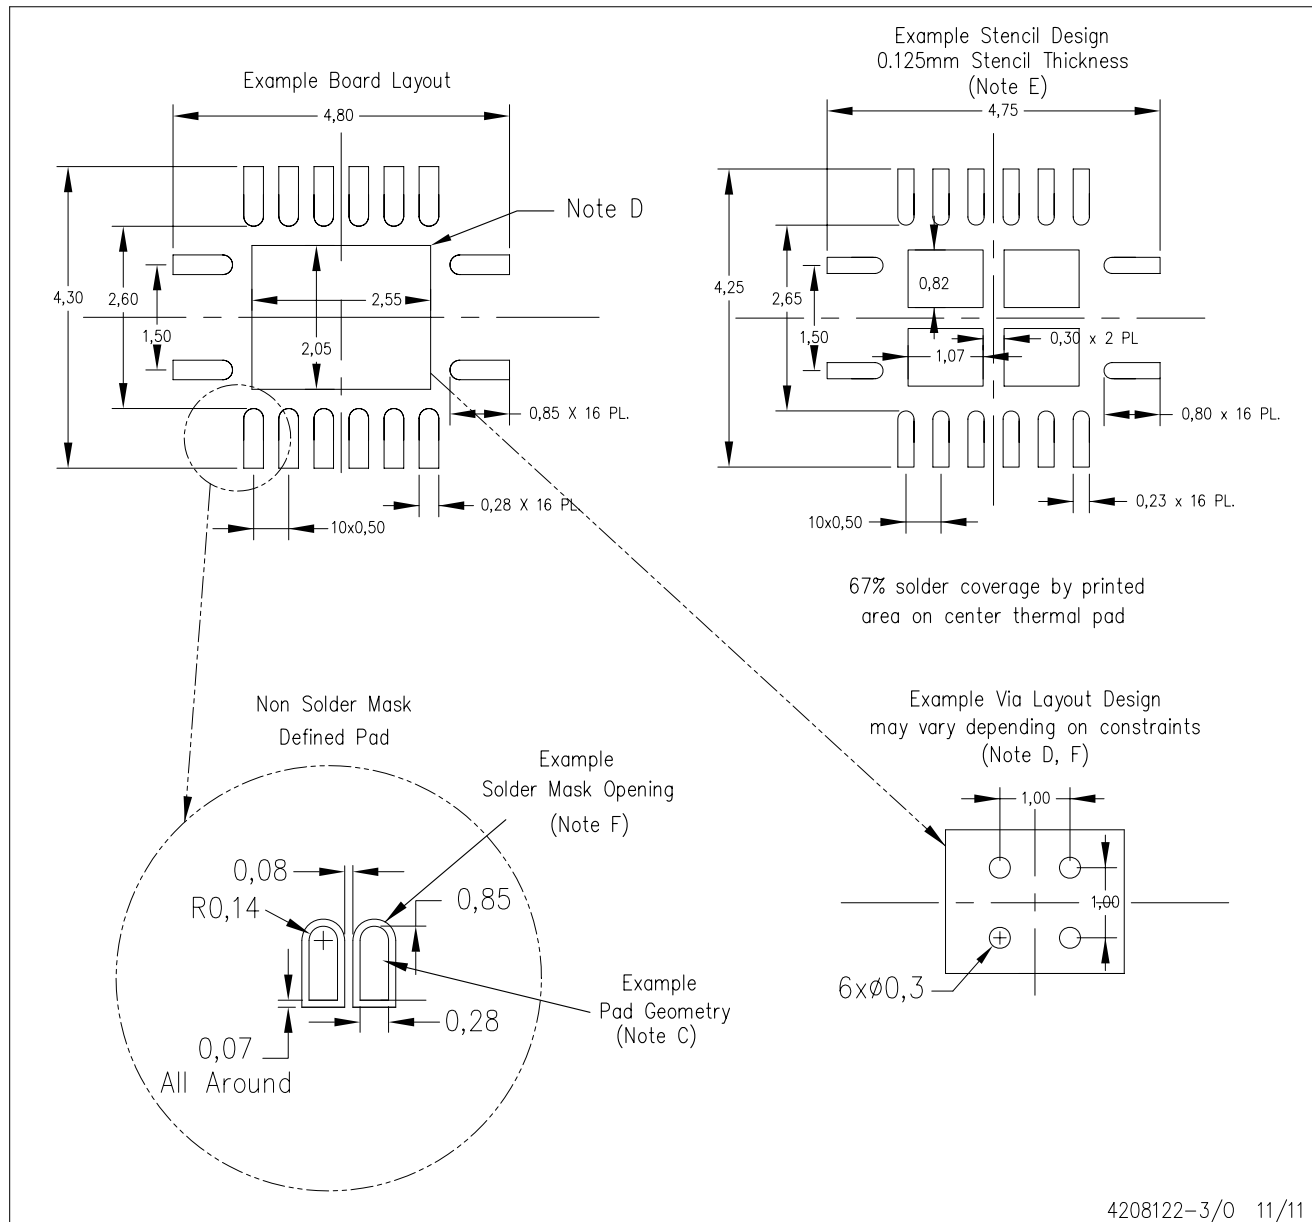 Example Board Layout
4,80
Note D
4,30
2,60
1,50
2,55
2,05
0,85 X 16 PL.
0,28 X 16 PL
10x0,50
Example Stencil Design
0.125mm Stencil Thickness
(Note E)
4,75
4,25
2,65
1,50
0,82
0,30 x 2 PL
1,07
0,80 x 16 PL.
0,23 x 16 PL.
10x0,50
67% solder coverage by printed
area on center thermal pad
Non Solder Mask
Defined Pad
Example
Solder Mask Opening
(Note F)
0,08
R0,14
0,85
Example
Pad Geometry
(Note C)
0,28
0,07
All Around
Example Via Layout Design
may vary depending on constraints
(Note D, F)
1,00
1,00
6xø0,3
4208122-3/O 11/11